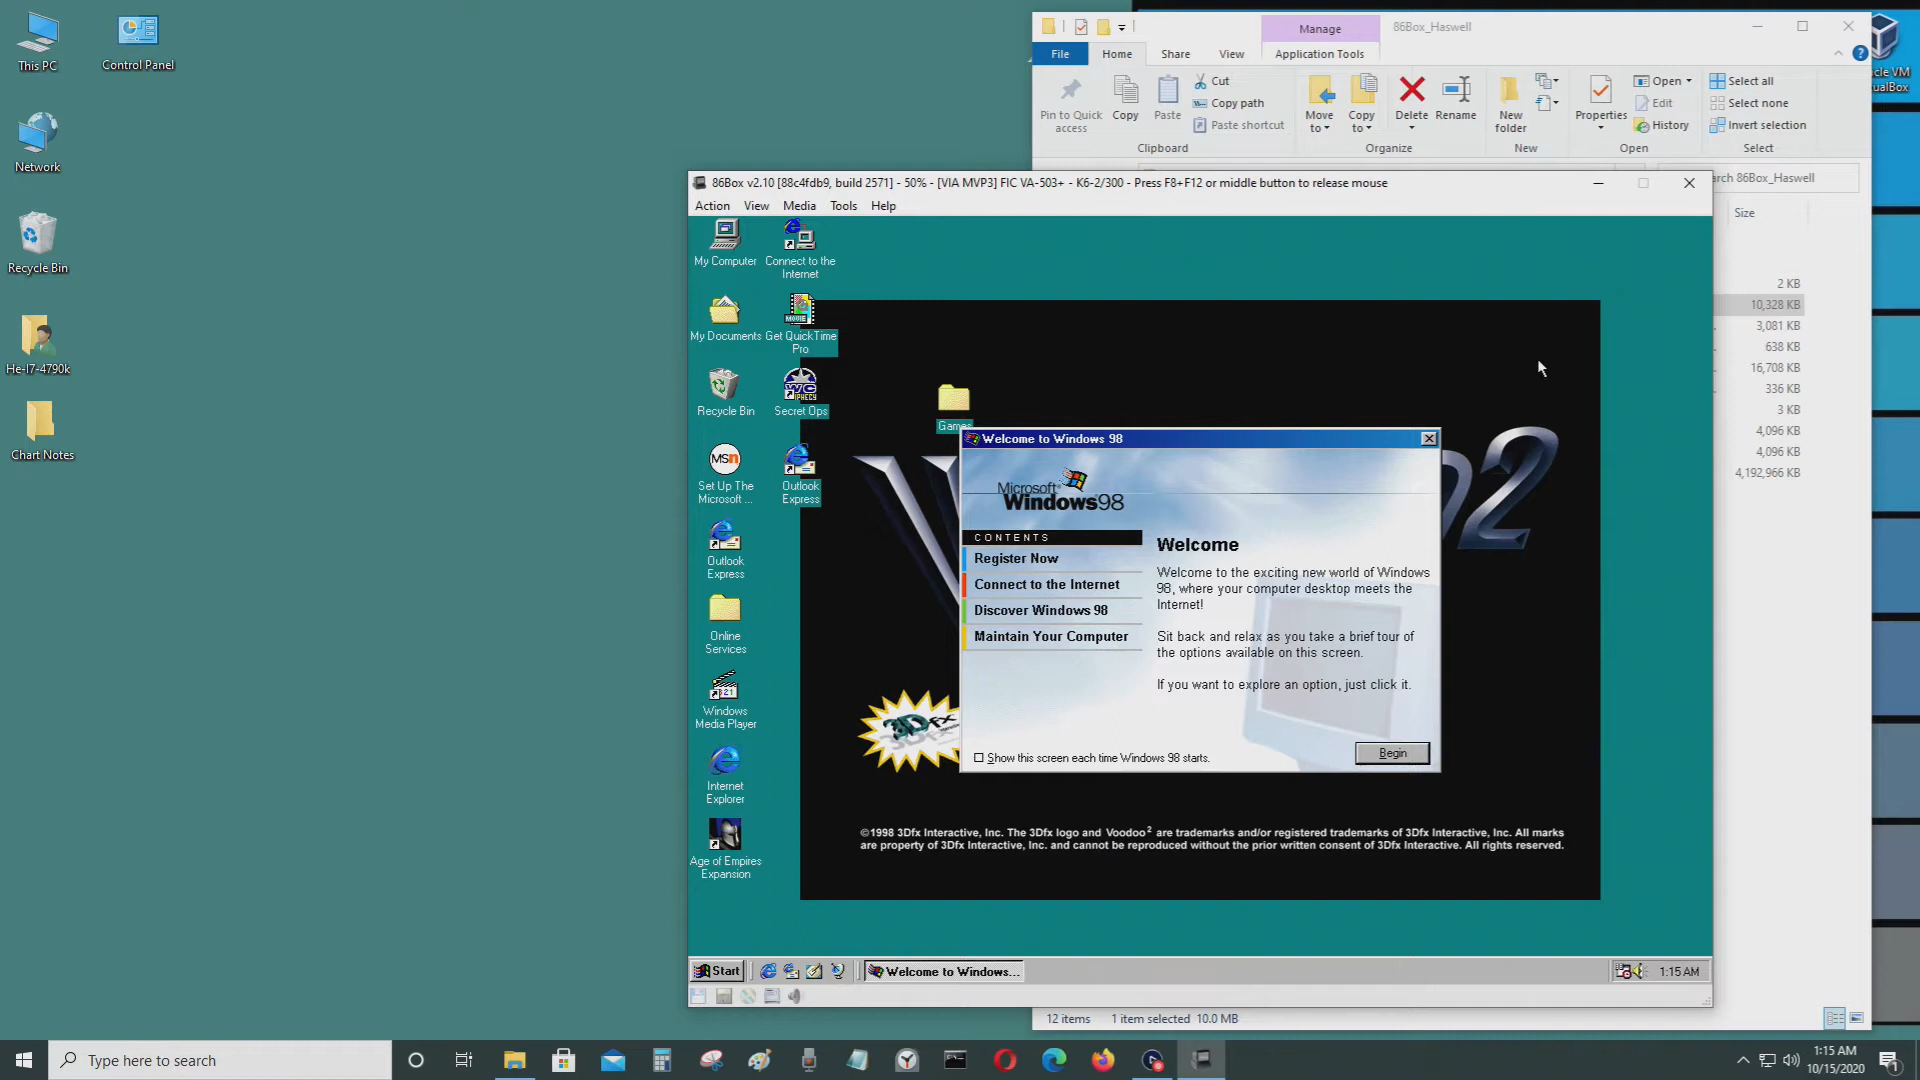 This PC
Control Panel
Network
Recycle Bin
He-I7-4790k
Chart Notes
Manage
86Box_Haswell
File
Home
Share
View
Application Tools
Pin to Quick
access
Copy
Paste
Cut
Copy path
Paste shortcut
Clipboard
Move
to
Copy
to
Delete
Rename
Organize
New
folder
New
Properties
Open
Edit
History
Open
Select all
Select none
Invert selection
Select
arch 86Box_Haswell
Size
2 KB
10,328 KB
3,081 KB
638 KB
16,708 KB
336 KB
3 KB
4,096 KB
4,096 KB
4,192,966 KB
12 items
1 item selected 10.0 MB
cle VM
tualBox
86Box v2.10 [88c4fdb9, build 2571] - 50% - [VIA MVP3] FIC VA-503+ - K6-2/300 - Press F8+F12 or middle button to release mouse
Action
View
Media
Tools
Help
My Computer
Connect to the
Internet
My Documents
MOVIE
Get QuickTime
Pro
Recycle Bin
WC
Secret Ops
msn
Set Up The
Microsoft ...
Outlook
Express
Outlook
Express
Online
Services
321
Windows
Media Player
Internet
Explorer
Age of Empires
Expansion
Games
2
3Dfx
Welcome to Windows 98
Microsoft
Windows98
CONTENTS
Register Now
Connect to the Internet
Discover Windows 98
Maintain Your Computer
Welcome
Welcome to the exciting new world of Windows
98, where your computer desktop meets the
Internet!
Sit back and relax as you take a brief tour of
the options available on this screen.
If you want to explore an option, just click it.
Show this screen each time Windows 98 starts.
Begin
©1998 3Dfx Interactive, Inc. The 3Dfx logo and Voodoo2 are trademarks and/or registered trademarks of 3Dfx Interactive, Inc. All marks
are property of 3Dfx Interactive, Inc. and cannot be reproduced without the prior written consent of 3Dfx Interactive. All rights reserved.
Start
Welcome to Windows...
1:15 AM
Type here to search
1:15 AM
10/15/2020
1